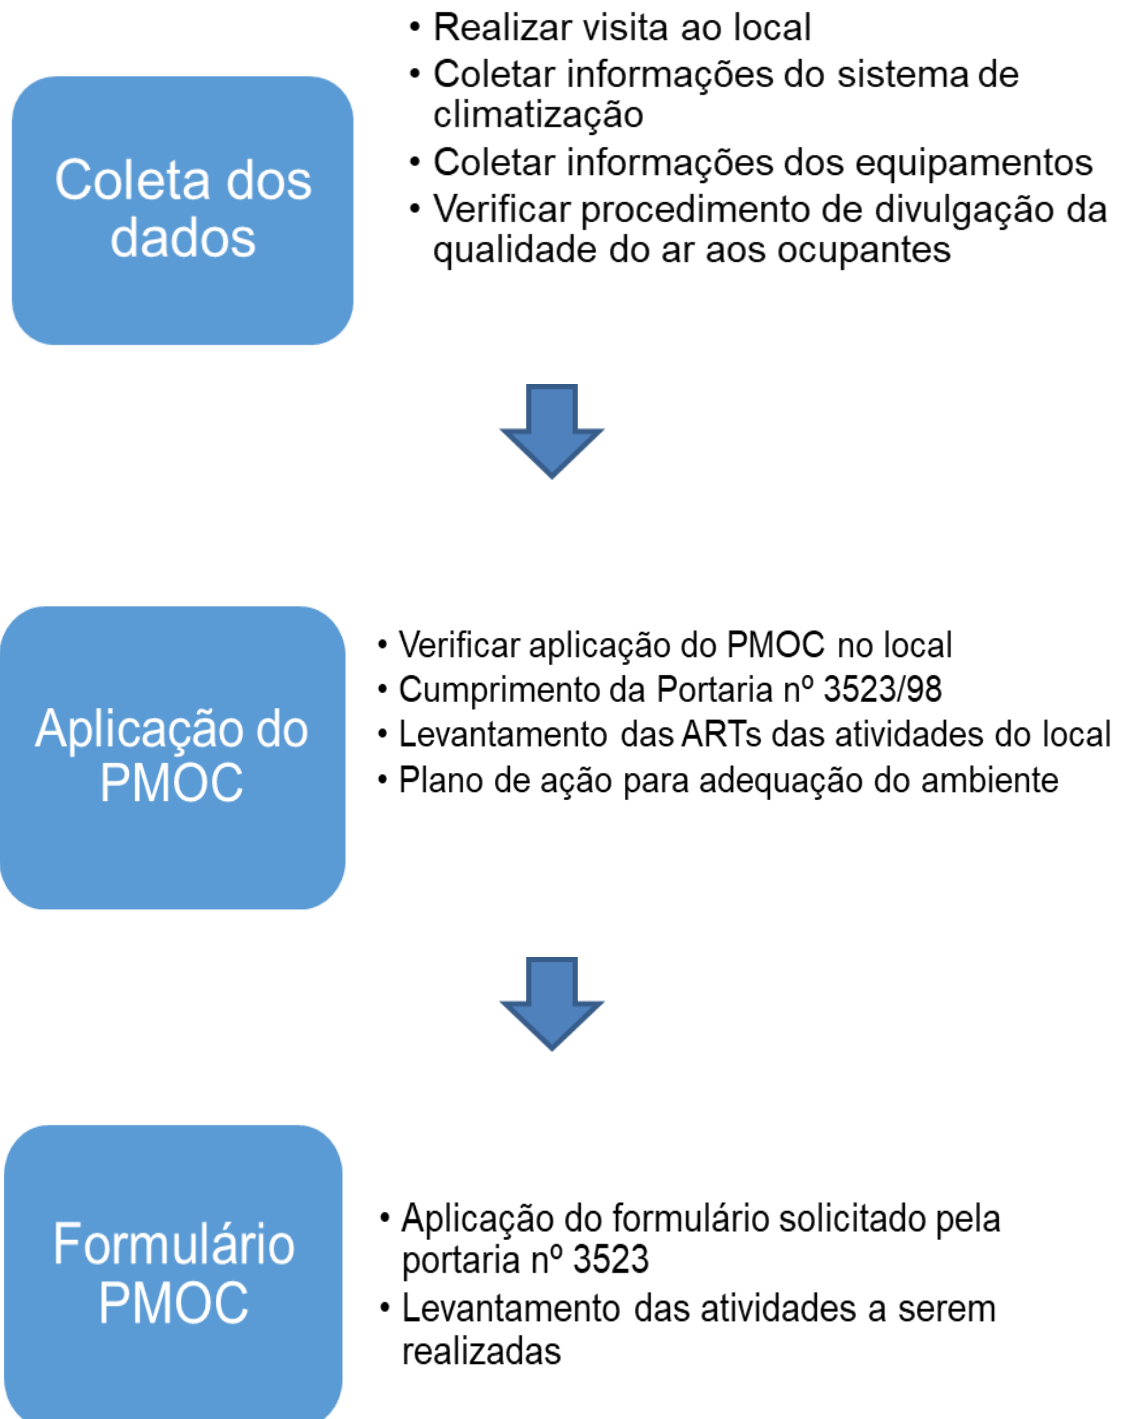 Coleta dos
dados
• Realizar visita ao local
• Coletar informações do sistema de
climatização
• Coletar informações dos equipamentos
• Verificar procedimento de divulgação da
qualidade do ar aos ocupantes
Aplicação do
PMOC
• Verificar aplicação do PMOC no local
• Cumprimento da Portaria nº 3523/98
• Levantamento das ARTs das atividades do local
• Plano de ação para adequação do ambiente
Formulário
PMOC
• Aplicação do formulário solicitado pela
portaria nº 3523
• Levantamento das atividades a serem
realizadas